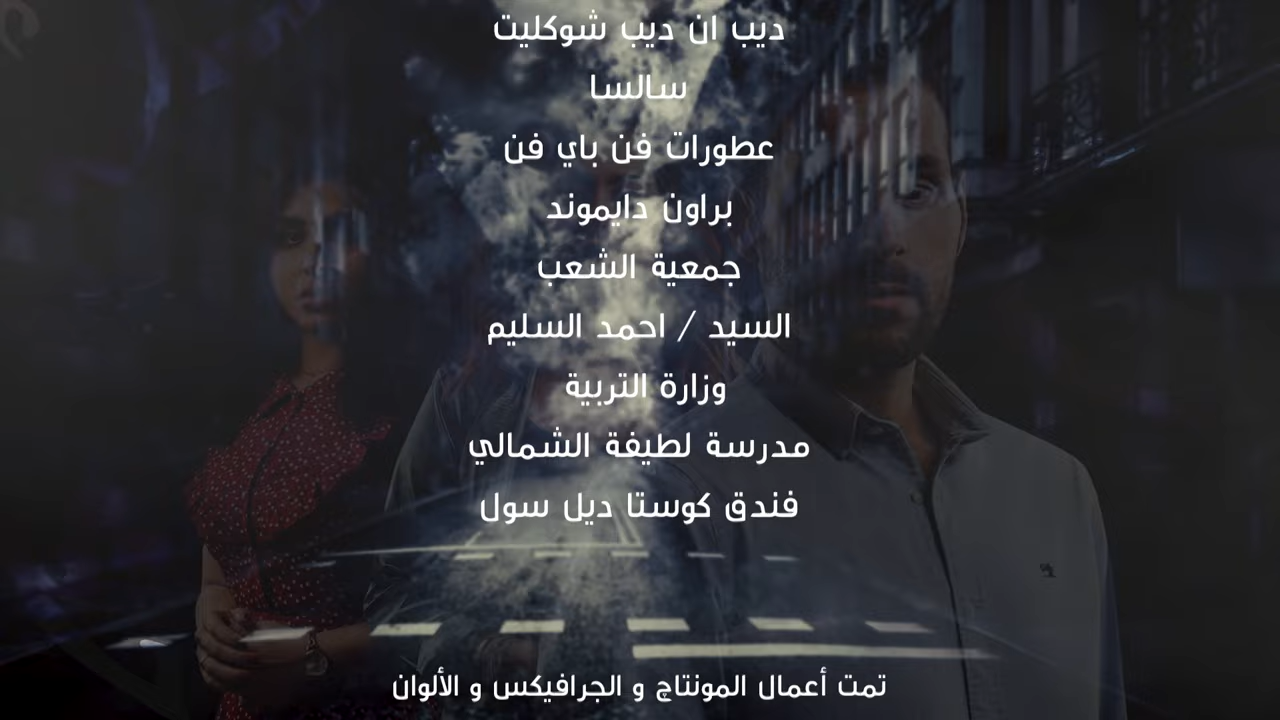 ديب ان ديب شوكليت
سالسا
عطورات فن باي فن
براون دايموند
جمعية الشعب
السيد / احمد السليم
وزارة التربية
مدرسة لطيفة الشمالي
فندق كوستا ديل سول
تمت أعمال المونتاج و الجرافيكس و الألوان